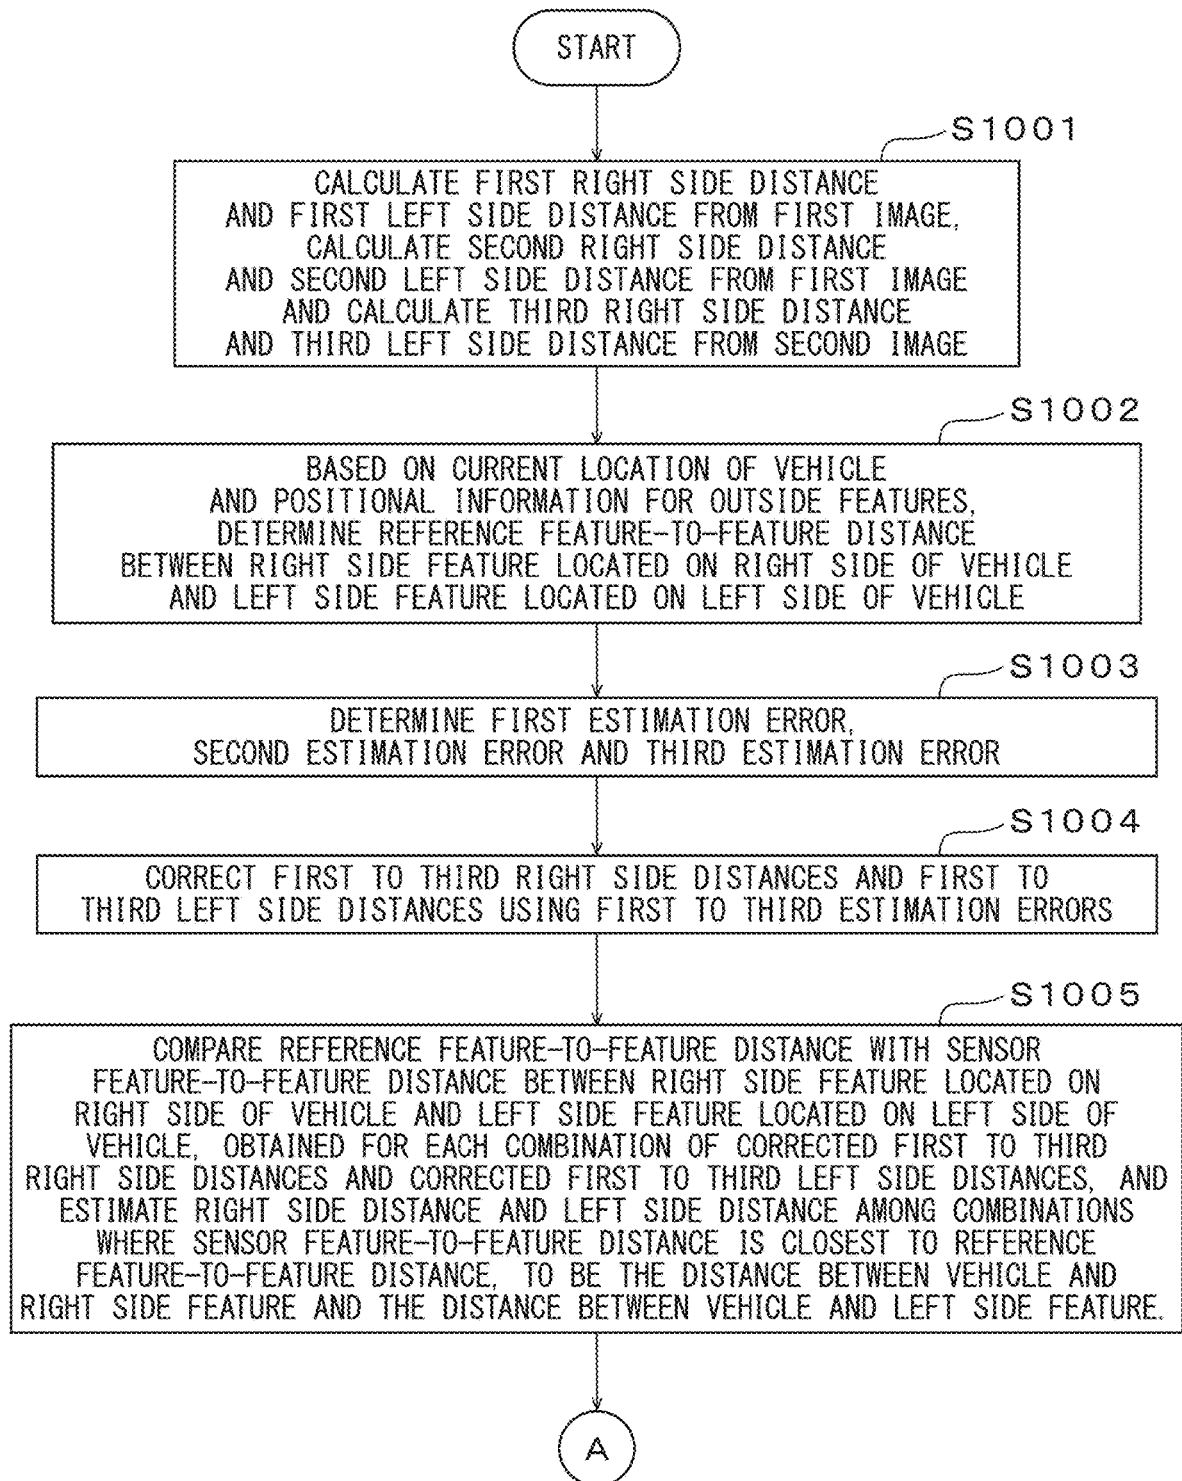 START
S1001
CALCULATE FIRST RIGHT SIDE DISTANCE
AND FIRST LEFT SIDE DISTANCE FROM FIRST IMAGE,
CALCULATE SECOND RIGHT SIDE DISTANCE
AND SECOND LEFT SIDE DISTANCE FROM FIRST IMAGE
AND CALCULATE THIRD RIGHT SIDE DISTANCE
AND THIRD LEFT SIDE DISTANCE FROM SECOND IMAGE
S1002
BASED ON CURRENT LOCATION OF VEHICLE
AND POSITIONAL INFORMATION FOR OUTSIDE FEATURES,
DETERMINE REFERENCE FEATURE-TO-FEATURE DISTANCE
BETWEEN RIGHT SIDE FEATURE LOCATED ON RIGHT SIDE OF VEHICLE
AND LEFT SIDE FEATURE LOCATED ON LEFT SIDE OF VEHICLE
S1003
DETERMINE FIRST ESTIMATION ERROR,
SECOND ESTIMATION ERROR AND THIRD ESTIMATION ERROR
S1004
CORRECT FIRST TO THIRD RIGHT SIDE DISTANCES AND FIRST TO
THIRD LEFT SIDE DISTANCES USING FIRST TO THIRD ESTIMATION ERRORS
S1005
COMPARE REFERENCE FEATURE-TO-FEATURE DISTANCE WITH SENSOR
FEATURE-TO-FEATURE DISTANCE BETWEEN RIGHT SIDE FEATURE LOCATED ON
RIGHT SIDE OF VEHICLE AND LEFT SIDE FEATURE LOCATED ON LEFT SIDE OF
VEHICLE, OBTAINED FOR EACH COMBINATION OF CORRECTED FIRST TO THIRD
RIGHT SIDE DISTANCES AND CORRECTED FIRST TO THIRD LEFT SIDE DISTANCES, AND
ESTIMATE RIGHT SIDE DISTANCE AND LEFT SIDE DISTANCE AMONG COMBINATIONS
WHERE SENSOR FEATURE-TO-FEATURE DISTANCE IS CLOSEST TO REFERENCE
FEATURE-TO-FEATURE DISTANCE, TO BE THE DISTANCE BETWEEN VEHICLE AND
RIGHT SIDE FEATURE AND THE DISTANCE BETWEEN VEHICLE AND LEFT SIDE FEATURE.
A